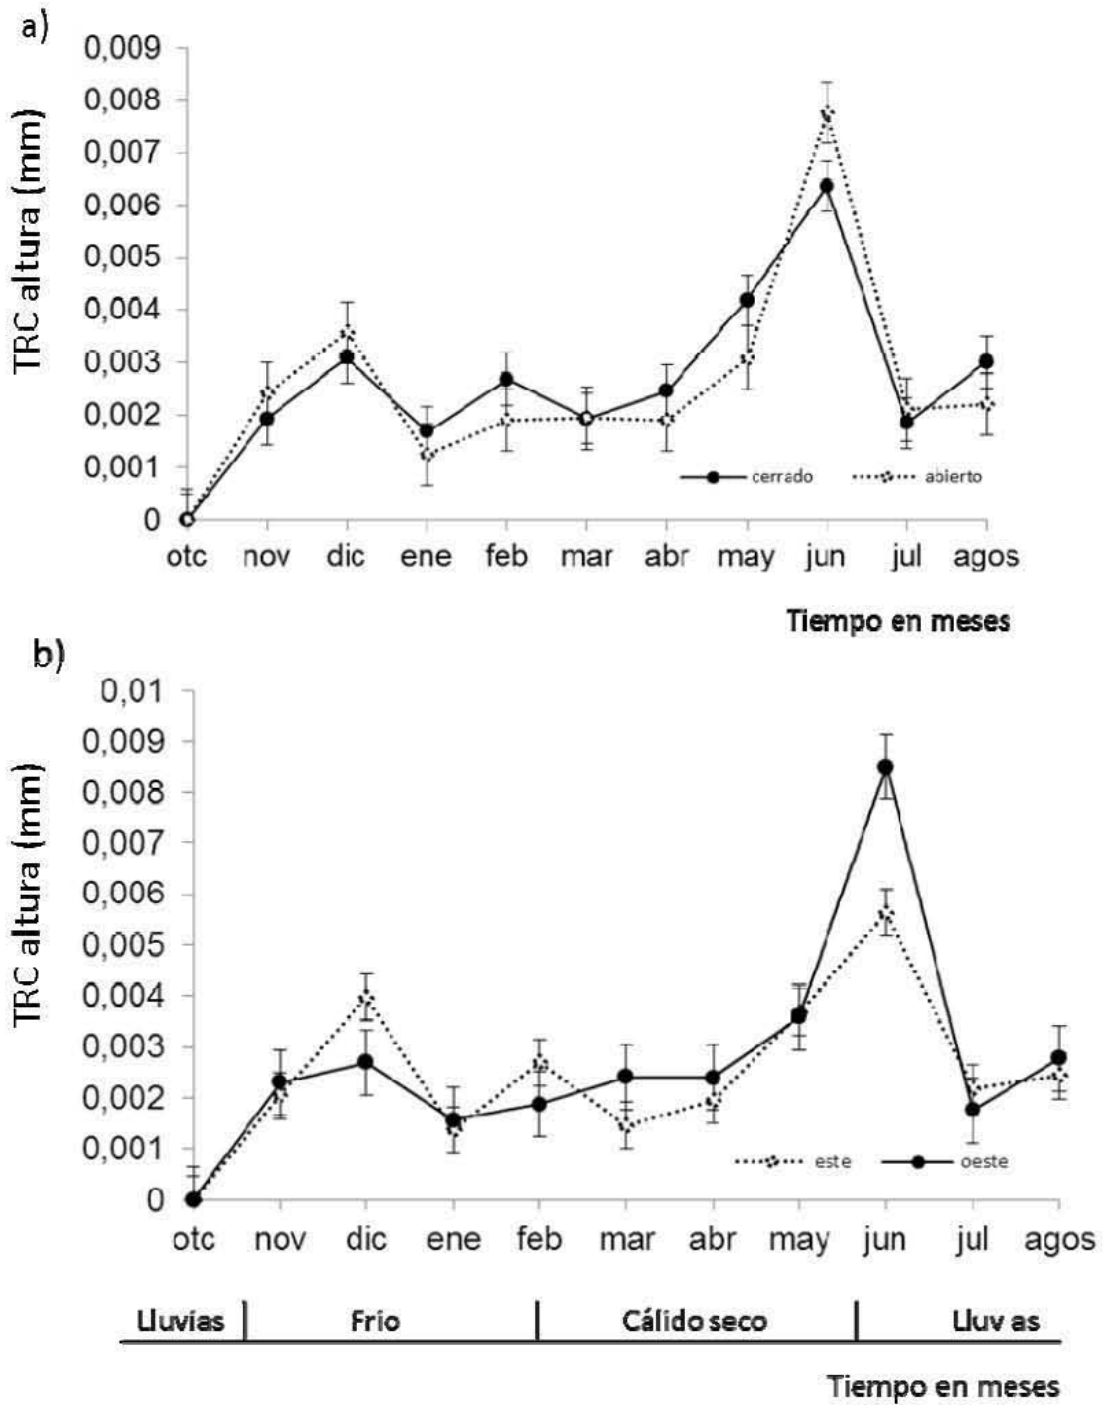 a)
0,009
0,008
0,007
0,006
0,005
0,004
0,003
0,002
0,001
0
TRC altura (mm)
cerrado abierto
otc nov dic ene feb mar abr may jun jul agos
Tiempo en meses
b)
0,01
0,009
0,008
0,007
0,006
0,005
0,004
0,003
0,002
0,001
0
TRC altura (mm)
este oeste
otc nov dic ene feb mar abr may jun jul agos
Lluvias Frio Cálido seco Lluv as
Tiempo en meses